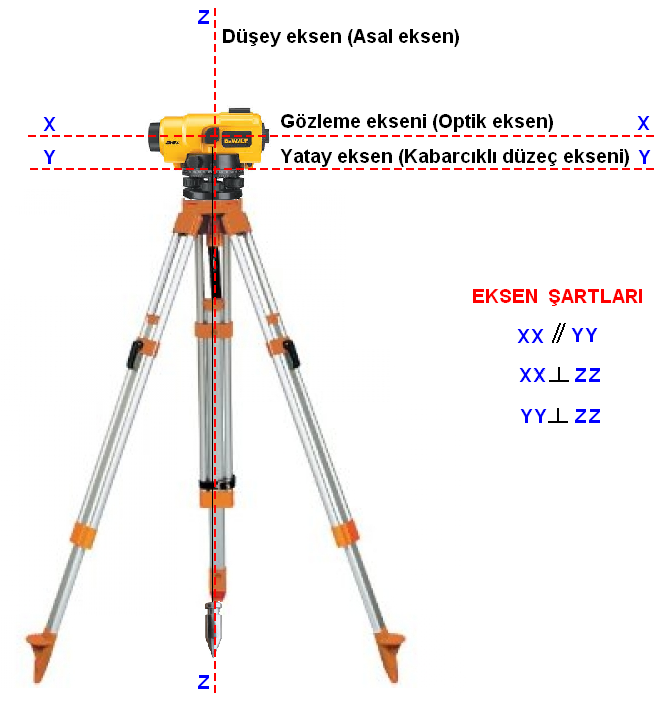 Z
Düşey eksen (Asal eksen)
X Gözleme ekseni (Optik eksen) X
Y Yatay eksen (Kabarcıklı düzeç ekseni) Y
DeWALT
EKSEN ŞARTLARI
XX // YY
XX ⊥ ZZ
YY ⊥ ZZ
Z